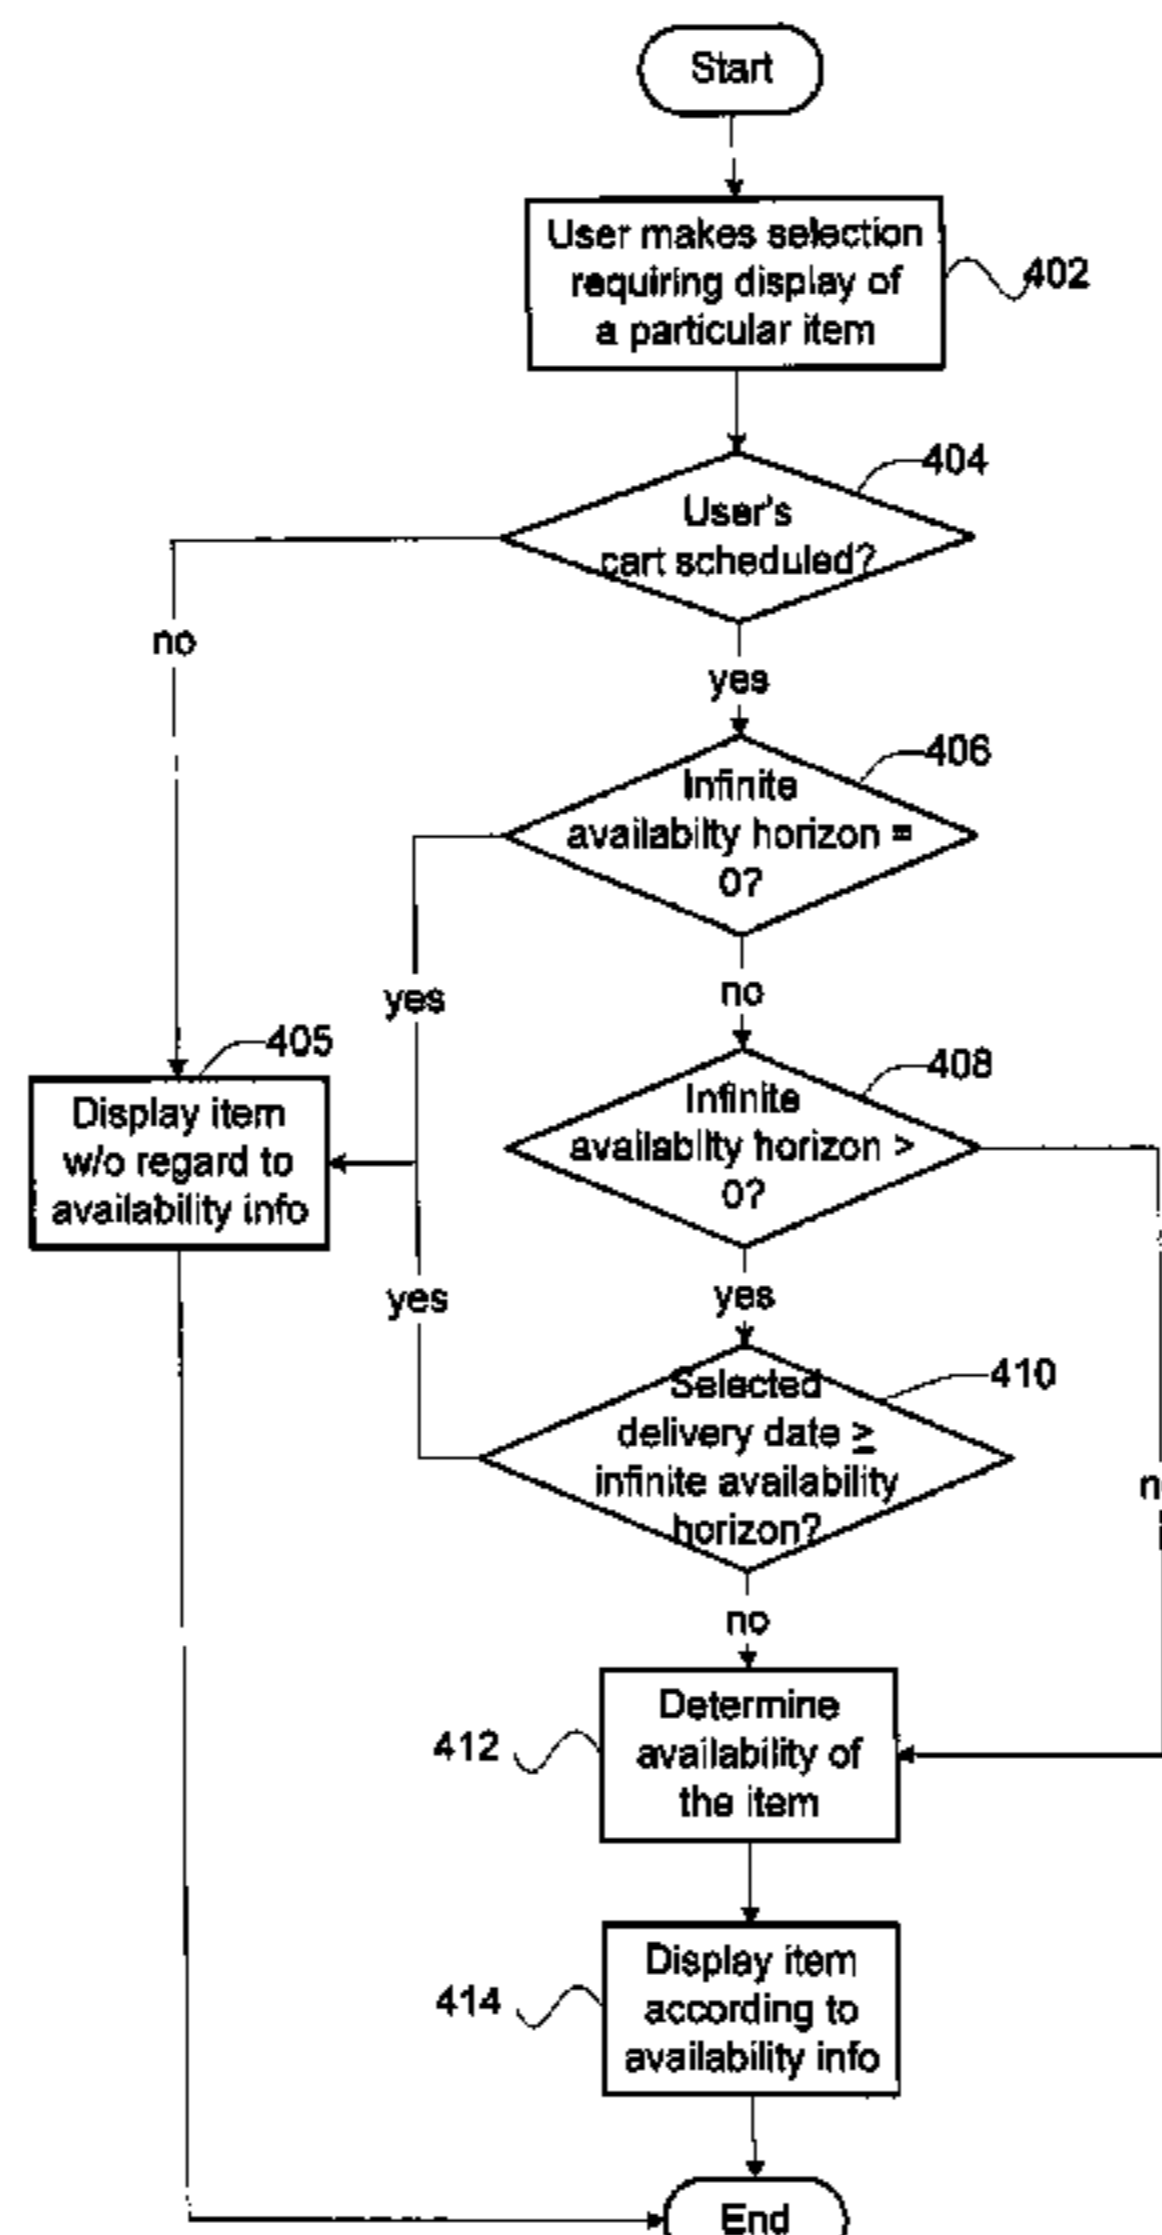 Start
User makes selection
requiring display of
a particular item
402
404
User's
cart scheduled?
no
yes
406
Infinite
availabilty horizon =
0?
yes
no
405
Display item
w/o regard to
availability info
408
Infinite
availabilty horizon >
0?
yes
yes
410
Selected
delivery date ≥
infinite availability
horizon?
no
412
Determine
availability of
the item
414
Display item
according to
availability info
End